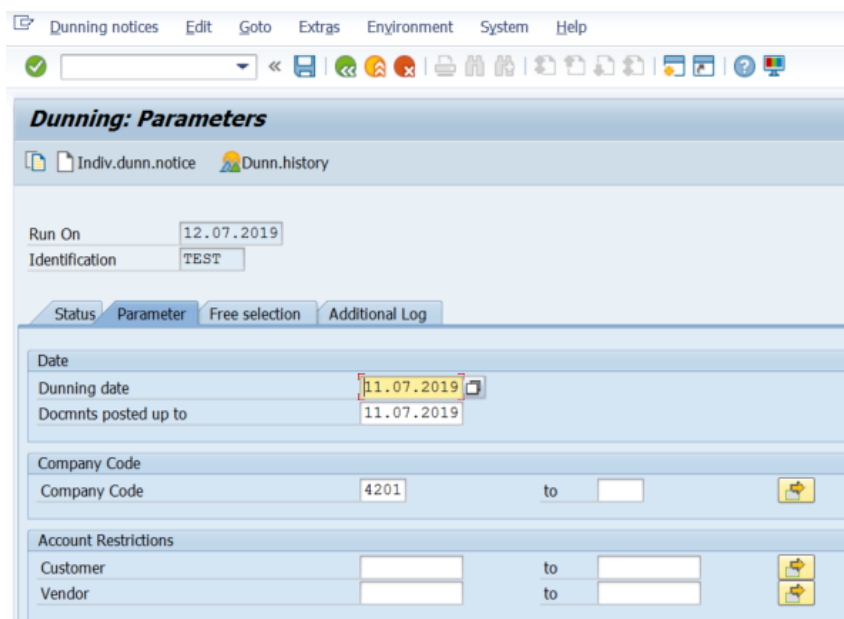 Dunning notices Edit Goto Extras Environment System Help
Dunning: Parameters
Indiv.dunn.notice Dunn.history
Run On 12.07.2019
Identification TEST
Status Parameter Free selection Additional Log
Date
Dunning date 11.07.2019
Docmnts posted up to 11.07.2019
Company Code
Company Code 4201 to
Account Restrictions
Customer to
Vendor to